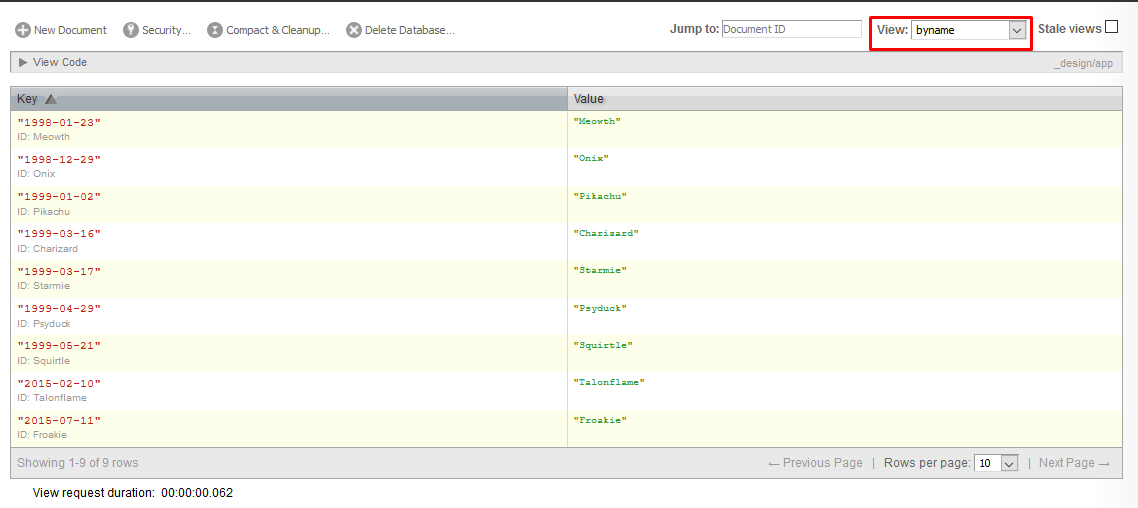 New Document Security... Compact & Cleanup... Delete Database... Jump to: Document ID View: byname Stale views
View Code _design/app
Key Value
"1998-01-23" "Meowth"
ID: Meowth
"1998-12-29" "Onix"
ID: Onix
"1999-01-02" "Pikachu"
ID: Pikachu
"1999-03-16" "Charizard"
ID: Charizard
"1999-03-17" "Starmie"
ID: Starmie
"1999-04-29" "Psyduck"
ID: Psyduck
"1999-05-21" "Squirtle"
ID: Squirtle
"2015-02-10" "Talonflame"
ID: Talonflame
"2015-07-11" "Froakie"
ID: Froakie
Showing 1-9 of 9 rows ← Previous Page | Rows per page: 10 | Next Page →
View request duration: 00:00:00.062